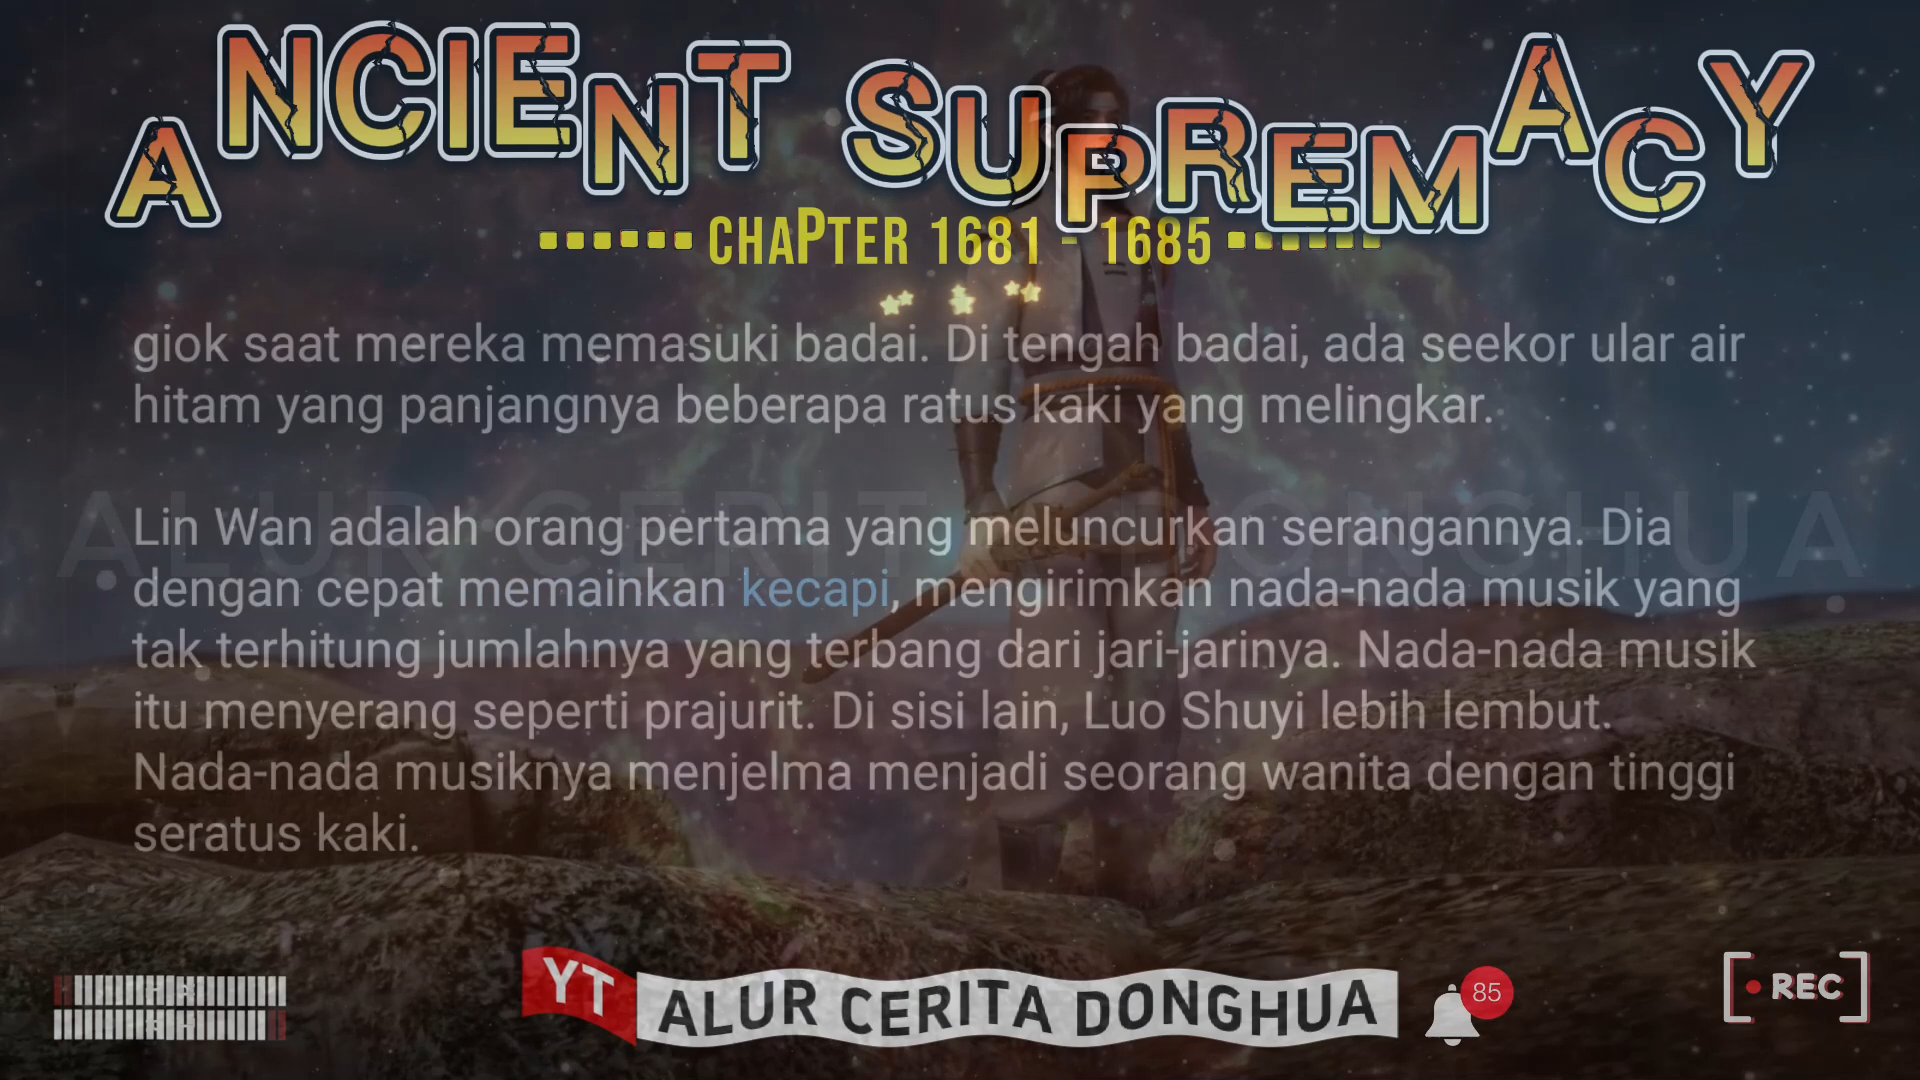 ANCIENT SUPREMACY
CHAPTER 1681 - 1685
giok saat mereka memasuki badai. Di tengah badai, ada seekor ular air
hitam yang panjangnya beberapa ratus kaki yang melingkar.
Lin Wan adalah orang pertama yang meluncurkan serangannya. Dia
ALUR CERITA DONGHUA
dengan cepat memainkan kecapi, mengirimkan nada-nada musik yang
tak terhitung jumlahnya yang terbang dari jari-jarinya. Nada-nada musik
itu menyerang seperti prajurit. Di sisi lain, Luo Shuyi lebih lembut.
Nada-nada musiknya menjelma menjadi seorang wanita dengan tinggi
seratus kaki.
YT ALUR CERITA DONGHUA
85
REC